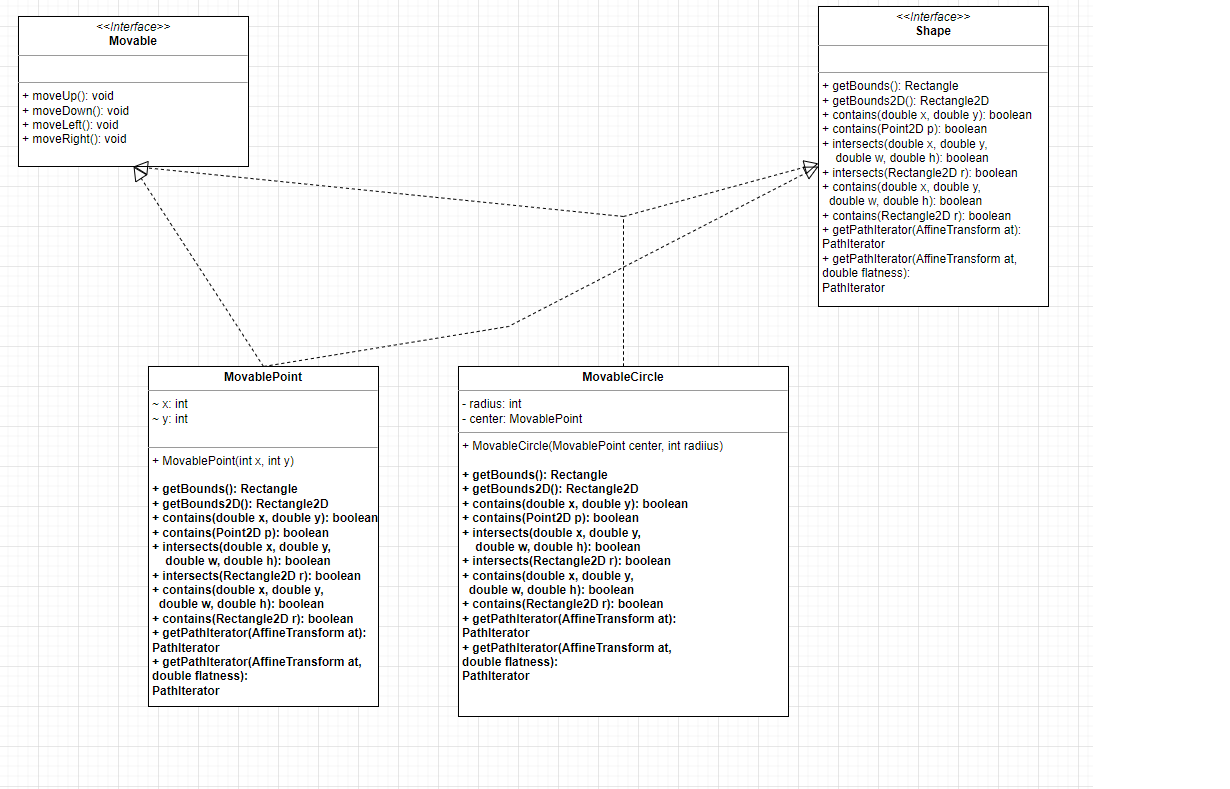 <<Interface>>
Movable
+ moveUp(): void
+ moveDown(): void
+ moveLeft(): void
+ moveRight(): void
<<Interface>>
Shape
+ getBounds(): Rectangle
+ getBounds2D(): Rectangle2D
+ contains(double x, double y): boolean
+ contains(Point2D p): boolean
+ intersects(double x, double y,
double w, double h): boolean
+ intersects(Rectangle2D r): boolean
+ contains(double x, double y,
double w, double h): boolean
+ contains(Rectangle2D r): boolean
+ getPathIterator(AffineTransform at):
PathIterator
+ getPathIterator(AffineTransform at,
double flatness):
PathIterator
MovablePoint
~ x: int
~ y: int
+ MovablePoint(int x, int y)
+ getBounds(): Rectangle
+ getBounds2D(): Rectangle2D
+ contains(double x, double y): boolean
+ contains(Point2D p): boolean
+ intersects(double x, double y,
double w, double h): boolean
+ intersects(Rectangle2D r): boolean
+ contains(double x, double y,
double w, double h): boolean
+ contains(Rectangle2D r): boolean
+ getPathIterator(AffineTransform at):
PathIterator
+ getPathIterator(AffineTransform at,
double flatness):
PathIterator
MovableCircle
- radius: int
- center: MovablePoint
+ MovableCircle(MovablePoint center, int radiius)
+ getBounds(): Rectangle
+ getBounds2D(): Rectangle2D
+ contains(double x, double y): boolean
+ contains(Point2D p): boolean
+ intersects(double x, double y,
double w, double h): boolean
+ intersects(Rectangle2D r): boolean
+ contains(double x, double y,
double w, double h): boolean
+ contains(Rectangle2D r): boolean
+ getPathIterator(AffineTransform at):
PathIterator
+ getPathIterator(AffineTransform at,
double flatness):
PathIterator